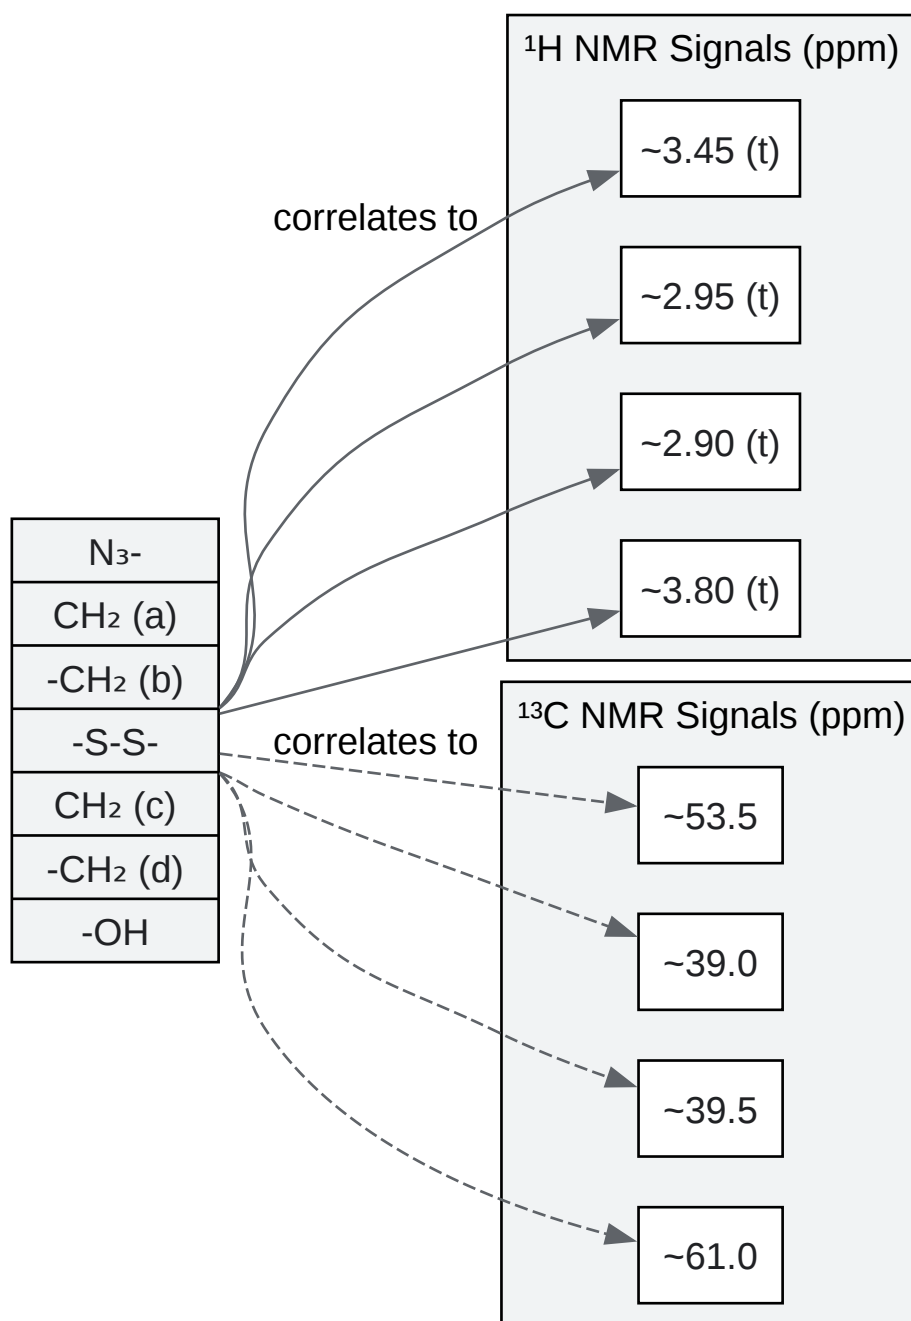 ¹H NMR Signals (ppm)
~3.45 (t)
correlates to
~2.95 (t)
~2.90 (t)
~3.80 (t)
N₃-
CH₂ (a)
-CH₂ (b)
-S-S-
CH₂ (c)
-CH₂ (d)
-OH
correlates to
¹³C NMR Signals (ppm)
~53.5
~39.0
~39.5
~61.0